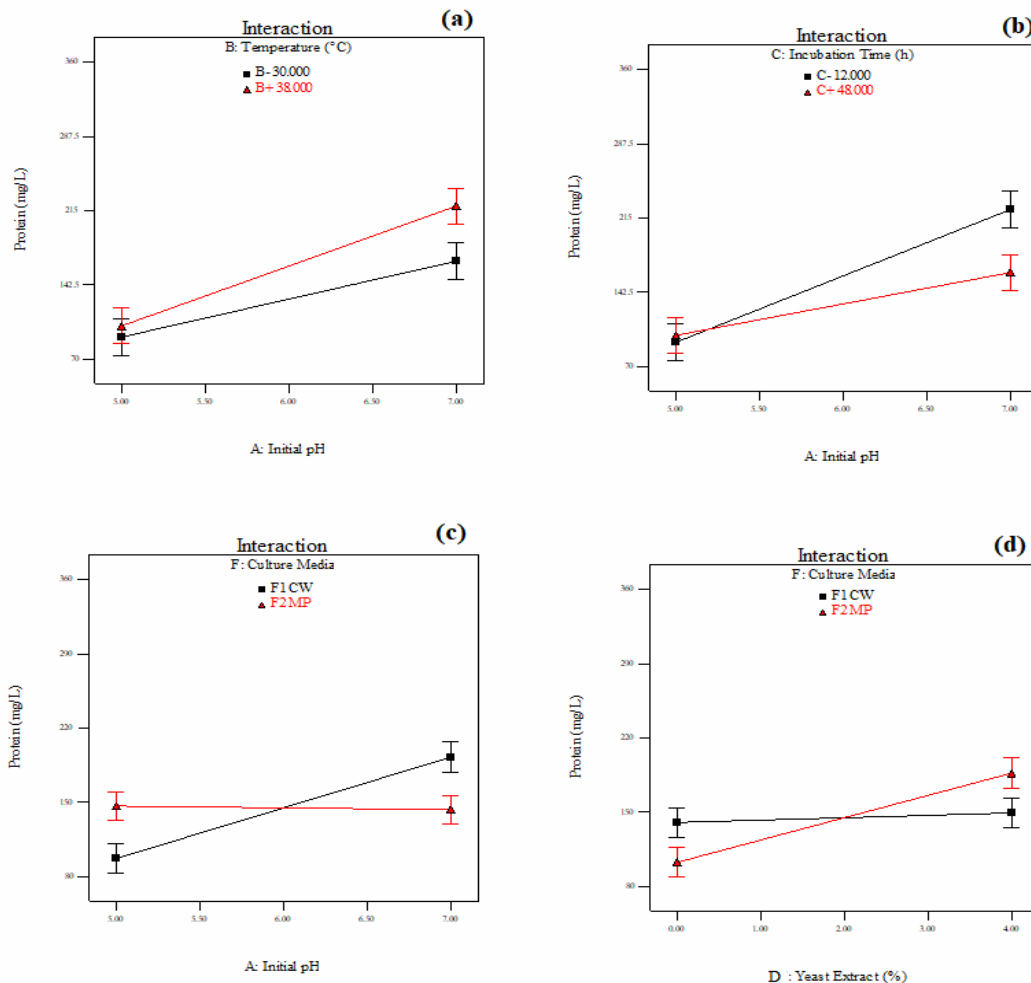 (a)
Interaction
B: Temperature (°C)
B- 30.000
B+ 38.000
360
287.5
215
142.5
70
Protein (mg/L)
5.00 5.50 6.00 6.50 7.00
A: Initial pH
(b)
Interaction
C: Incubation Time (h)
C- 12.000
C+ 48.000
360
287.5
215
142.5
70
Protein (mg/L)
5.00 5.50 6.00 6.50 7.00
A: Initial pH
(c)
Interaction
F: Culture Media
F1 CW
F2 MP
360
290
220
150
80
Protein (mg/L)
5.00 5.50 6.00 6.50 7.00
A: Initial pH
(d)
Interaction
F: Culture Media
F1 CW
F2 MP
360
290
220
150
80
Protein (mg/L)
0.00 1.00 2.00 3.00 4.00
D : Yeast Extract (%)